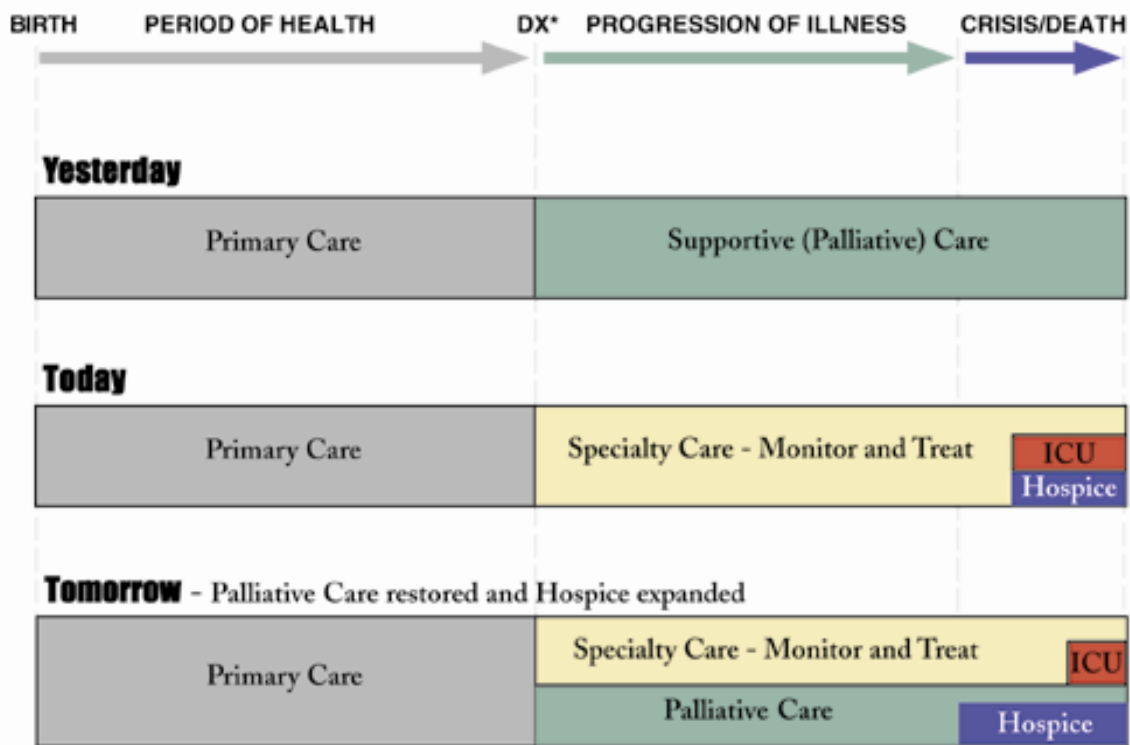 BIRTH PERIOD OF HEALTH DX* PROGRESSION OF ILLNESS CRISIS/DEATH
Yesterday
Primary Care Supportive (Palliative) Care
Today
Primary Care Specialty Care - Monitor and Treat ICU
Hospice
Tomorrow - Palliative Care restored and Hospice expanded
Primary Care Specialty Care - Monitor and Treat ICU
Palliative Care Hospice